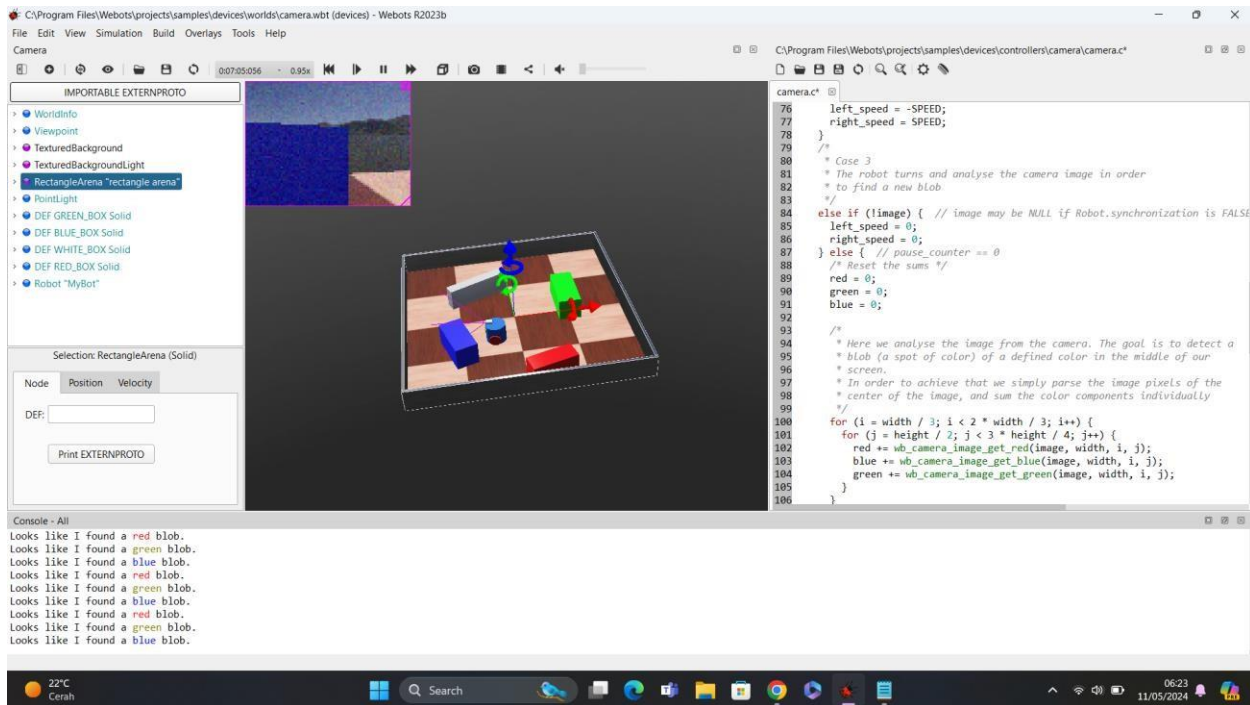 C:\Program Files\Webots\projects\samples\devices\worlds\camera.wbt (devices) - Webots R2023b
File Edit View Simulation Build Overlays Tools Help
Camera
0:07:05:056 - 0.95x
IMPORTABLE EXTERNPROTO
WorldInfo
Viewpoint
TexturedBackground
TexturedBackgroundLight
RectangleArena "rectangle arena"
PointLight
DEF GREEN_BOX Solid
DEF BLUE_BOX Solid
DEF WHITE_BOX Solid
DEF RED_BOX Solid
Robot "MyBot"
Selection: RectangleArena (Solid)
Node Position Velocity
DEF:
Print EXTERNPROTO
C:\Program Files\Webots\projects\samples\devices\controllers\camera\camera.c*
camera.c*
76 left_speed = -SPEED;
77 right_speed = SPEED;
78 }
79 /*
80 * Case 3
81 * The robot turns and analyse the camera image in order
82 * to find a new blob
83 */
84 else if (!image) { // image may be NULL if Robot.synchronization is FALSE
85 left_speed = 0;
86 right_speed = 0;
87 } else { // pause_counter == 0
88 /* Reset the sums */
89 red = 0;
90 green = 0;
91 blue = 0;
92
93 /*
94 * Here we analyse the image from the camera. The goal is to detect a
95 * blob (a spot of color) of a defined color in the middle of our
96 * screen.
97 * In order to achieve that we simply parse the image pixels of the
98 * center of the image, and sum the color components individually
99 */
100 for (i = width / 3; i < 2 * width / 3; i++) {
101 for (j = height / 2; j < 3 * height / 4; j++) {
102 red += wb_camera_image_get_red(image, width, i, j);
103 blue += wb_camera_image_get_blue(image, width, i, j);
104 green += wb_camera_image_get_green(image, width, i, j);
105 }
106 }
Console - All
Looks like I found a red blob.
Looks like I found a green blob.
Looks like I found a blue blob.
Looks like I found a red blob.
Looks like I found a green blob.
Looks like I found a blue blob.
Looks like I found a red blob.
Looks like I found a green blob.
Looks like I found a blue blob.
22°C
Cerah
Search
06:23
11/05/2024